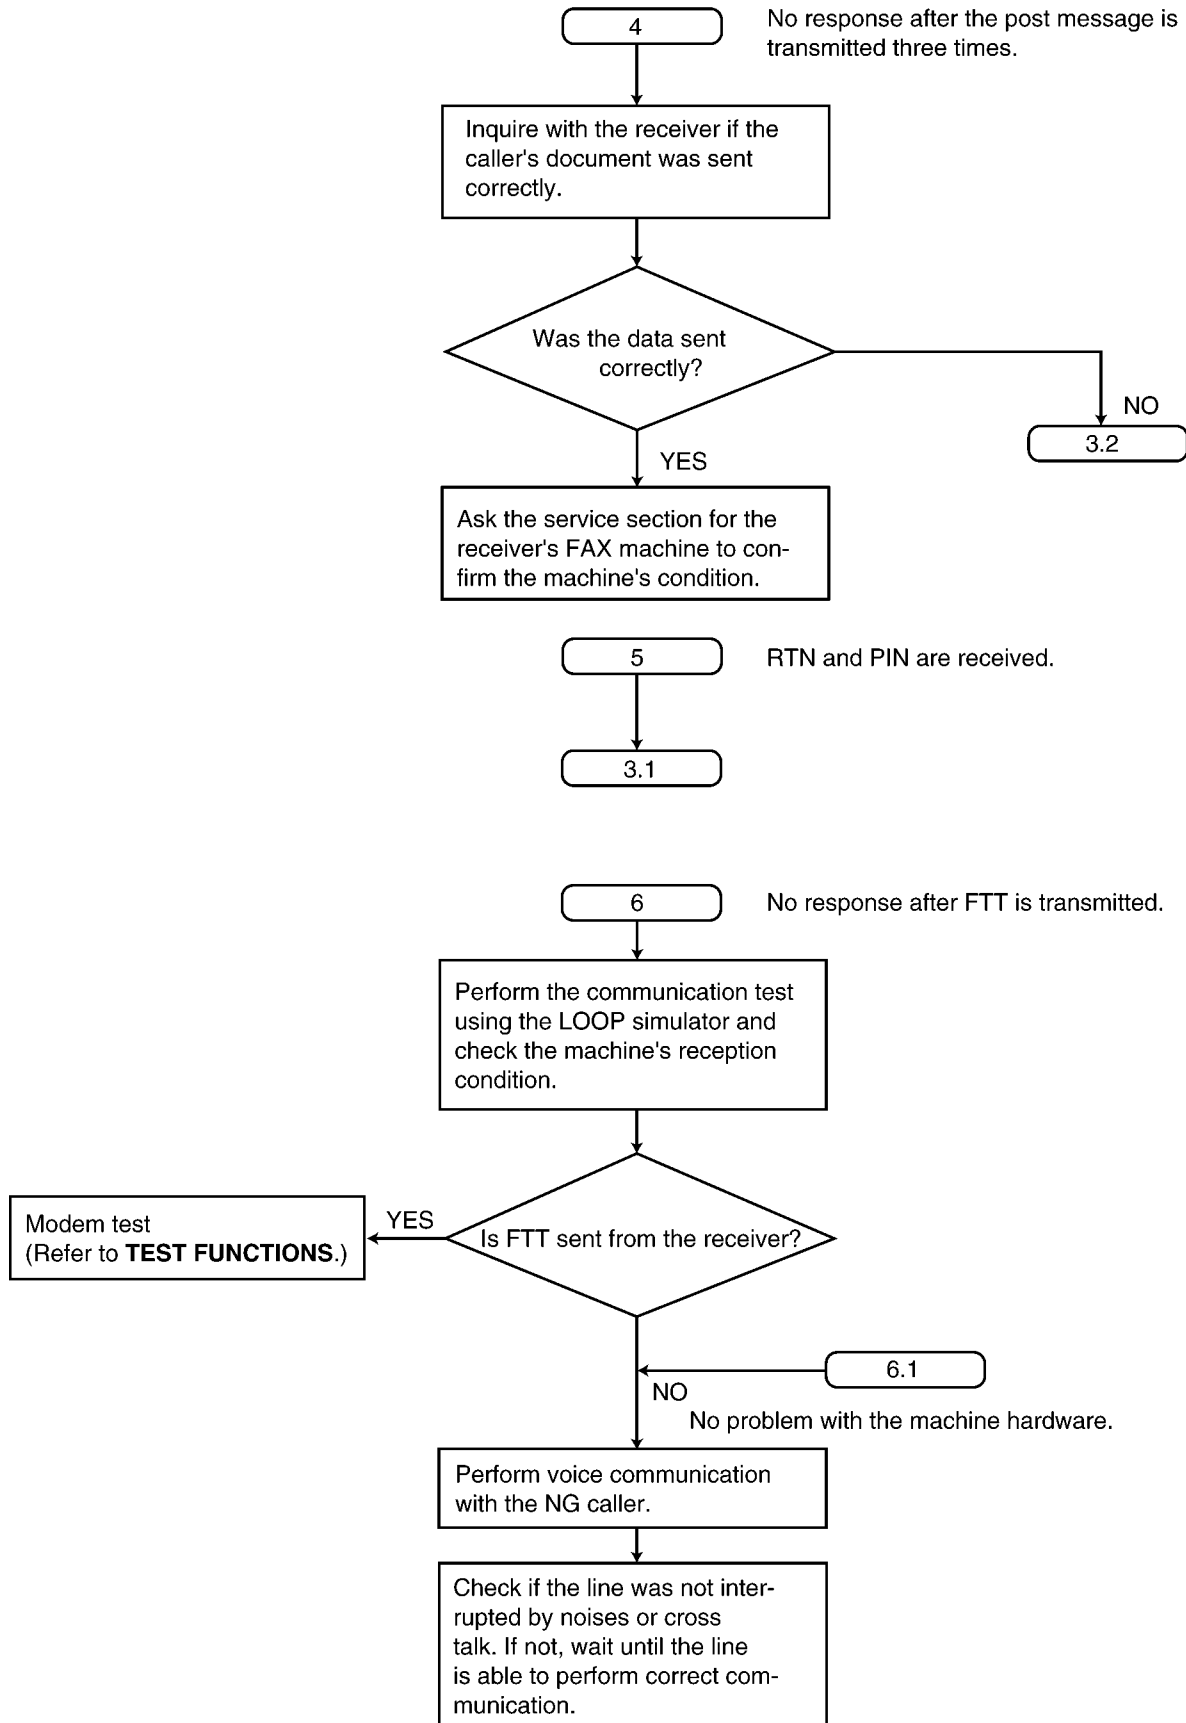 4
No response after the post message is
transmitted three times.
Inquire with the receiver if the
caller's document was sent
correctly.
Was the data sent
correctly?
NO
3.2
YES
Ask the service section for the
receiver's FAX machine to con-
firm the machine's condition.
5
RTN and PIN are received.
3.1
6
No response after FTT is transmitted.
Perform the communication test
using the LOOP simulator and
check the machine's reception
condition.
Is FTT sent from the receiver?
YES
Modem test
(Refer to TEST FUNCTIONS.)
6.1
NO
No problem with the machine hardware.
Perform voice communication
with the NG caller.
Check if the line was not inter-
rupted by noises or cross
talk. If not, wait until the line
is able to perform correct com-
munication.